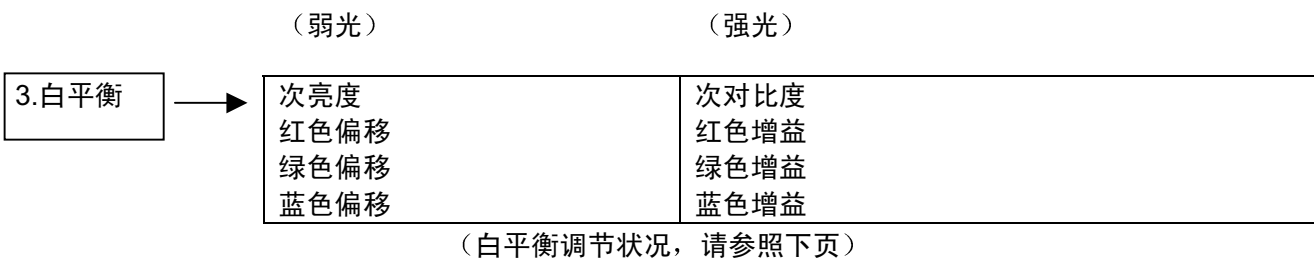 （弱光） （强光）
3.白平衡 次亮度 次对比度
红色偏移 红色增益
绿色偏移 绿色增益
蓝色偏移 蓝色增益
（白平衡调节状况，请参照下页）